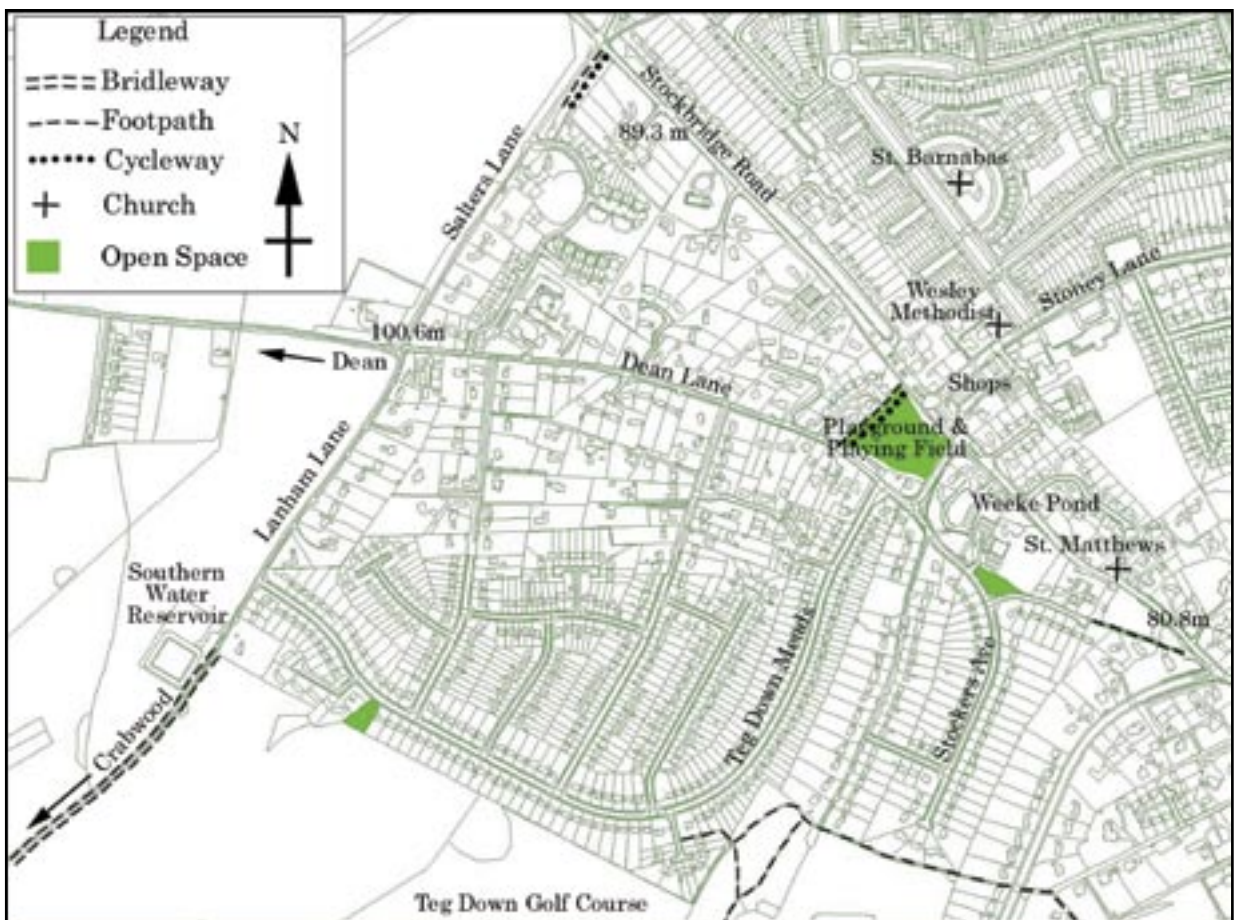 Legend
Bridleway
Footpath
Cycleway
Church
Open Space
N
Stockbridge Road
89.3 m
St. Barnabas
Salters Lane
Wesley
Methodist
Stoney Lane
100.6m
Dean
Dean Lane
Shops
Playground &
Playing Field
Lanham Lane
Weeke Pond
St. Matthews
Southern
Water
Reservoir
80.8m
Teg Down Meads
Stockers Ave
Crabwood
Teg Down Golf Course